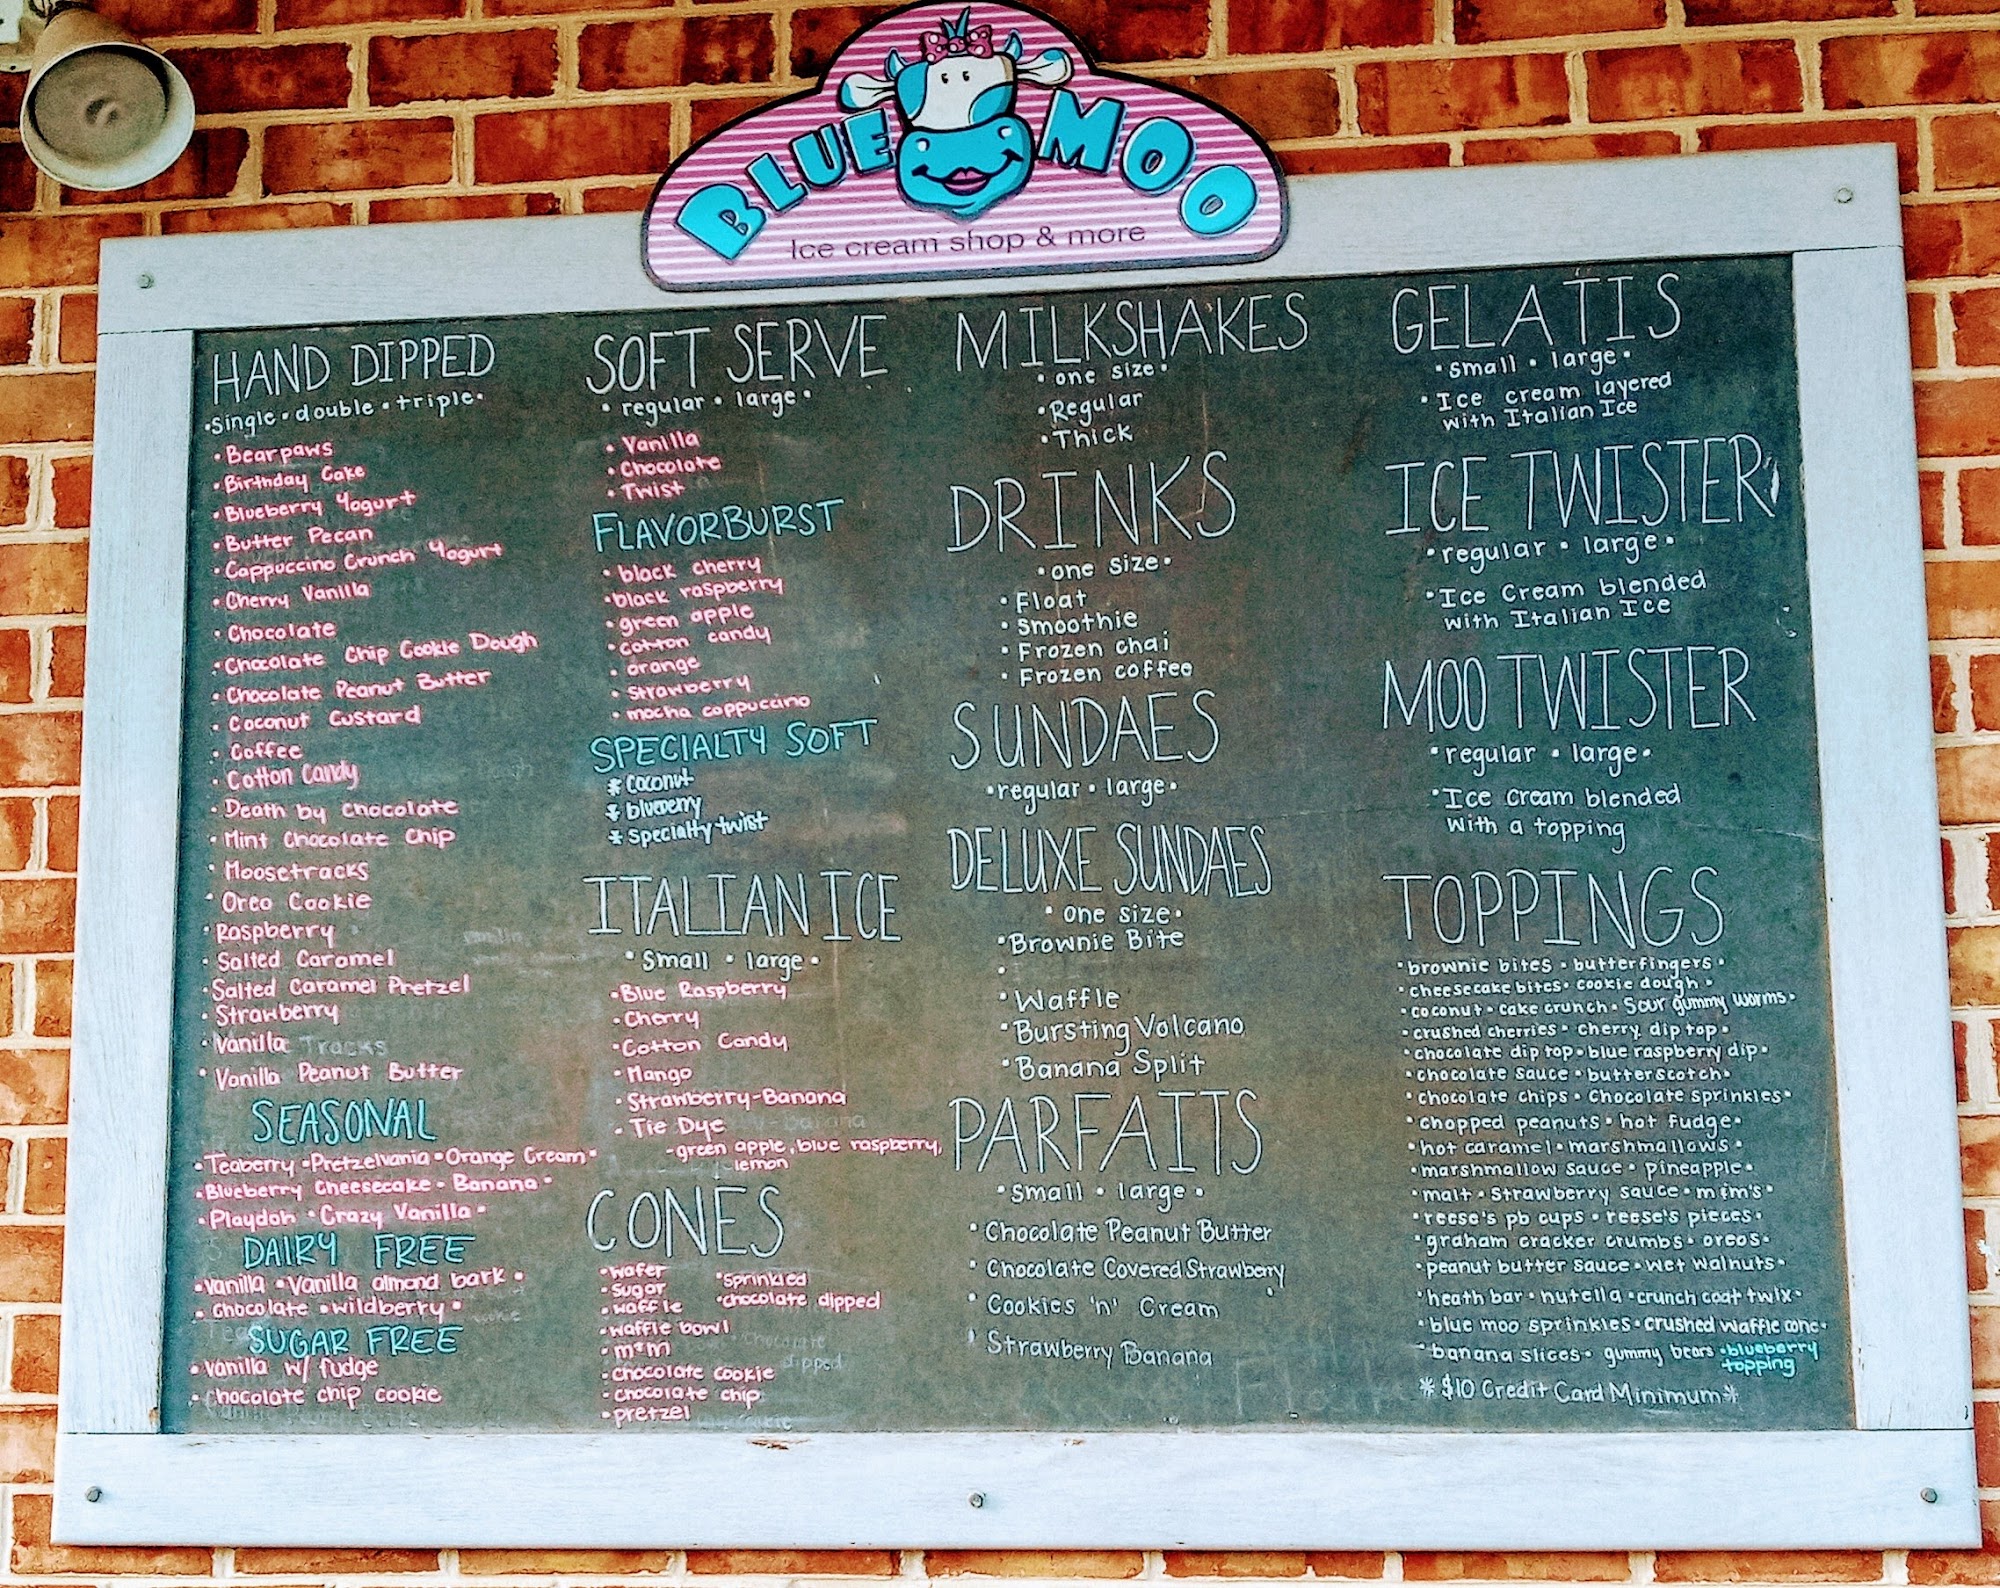 BLUE MOO
Ice cream shop & more
HAND DIPPED
•single•double•triple•
•Bearpaws
•Birthday Cake
•Blueberry Yogurt
•Butter Pecan
•Cappuccino Crunch Yogurt
•Cherry Vanilla
•Chocolate
•Chocolate Chip Cookie Dough
•Chocolate Peanut Butter
•Coconut Custard
•Coffee
•Cotton Candy
•Death by Chocolate
•Mint Chocolate Chip
•Moosetracks
•Oreo Cookie
•Raspberry
•Salted Caramel
•Salted Caramel Pretzel
•Strawberry
•Vanilla Tracks
•Vanilla Peanut Butter
SEASONAL
•Teaberry •Pretzelvania•Orange Cream•
•Blueberry Cheesecake• Banana•
•Playdoh •Crazy Vanilla•
DAIRY FREE
•vanilla •Vanilla almond bark•
•chocolate •wildberry•
SUGAR FREE
•vanilla w/ fudge
•chocolate chip cookie
SOFT SERVE
•regular•large•
•Vanilla
•Chocolate
•Twist
FLAVORBURST
•black cherry
•black raspberry
•green apple
•cotton candy
•orange
•strawberry
•mocha cappuccino
SPECIALTY SOFT
*coconut
*blueberry
*specialty twist
ITALIAN ICE
•Small•large•
•Blue Raspberry
•Cherry
•Cotton Candy
•Mango
•Strawberry-Banana
•Tie Dye
-green apple, blue raspberry,
lemon
CONES
•wafer
•sugar
•waffle
•waffle bowl
•m&m
•chocolate cookie
•chocolate chip
•pretzel
•sprinkled
•chocolate dipped
dipped
MILKSHAKES
•one size•
•Regular
•Thick
DRINKS
•one size•
•Float
•Smoothie
•Frozen chai
•Frozen coffee
SUNDAES
•regular•large•
DELUXE SUNDAES
•one size•
•Brownie Bite
•
•Waffle
•Bursting Volcano
•Banana Split
PARFAITS
•Small•large•
•Chocolate Peanut Butter
•Chocolate Covered Strawberry
•Cookies 'n' Cream
•Strawberry Banana
GELATIS
•Small•large•
•Ice cream layered
with Italian Ice
ICE TWISTER
•regular•large•
•Ice Cream blended
with Italian Ice
MOO TWISTER
•regular•large•
•Ice cream blended
with a topping
TOPPINGS
•brownie bites•butterfingers•
•cheesecake bites•cookie dough•
•coconut•cake crunch•Sour gummy worms•
•crushed cherries•cherry dip top•
•chocolate dip top•blue raspberry dip•
•chocolate sauce•butterscotch•
•chocolate chips•Chocolate sprinkles•
•chopped peanuts•hot fudge•
•hot caramel•marshmallows•
•marshmallow sauce•pineapple•
•malt•strawberry sauce•m&m's•
•reese's pb cups•reese's pieces•
•graham cracker crumbs•oreos•
•peanut butter sauce•wet walnuts•
•heath bar•nutella•crunch coat twix•
•blue moo sprinkles•crushed waffle cone•
•banana slices•gummy bears•blueberry
topping
*$10 Credit Card Minimum*